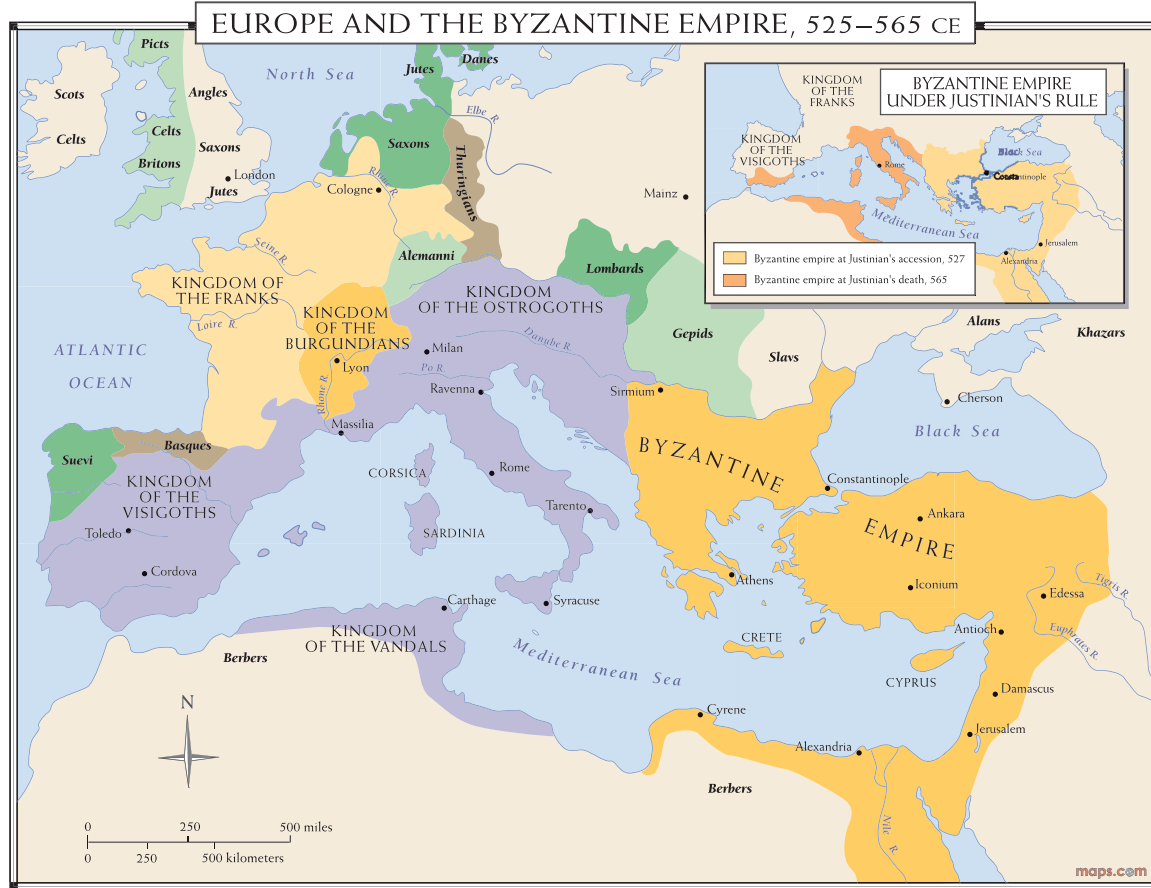 EUROPE AND THE BYZANTINE EMPIRE, 525–565 CE
Picts
North Sea
Jutes
Danes
Scots
Angles
Elbe R.
Celts
Celts
Britons
Saxons
Saxons
Thuringians
London
Jutes
Rhine R.
Cologne
Mainz
Seine R.
Alemanni
Lombards
KINGDOM OF
THE FRANKS
KINGDOM
OF THE OSTROGOTHS
Loire R.
KINGDOM
OF THE
BURGUNDIANS
Danube R
Gepids
Slavs
Alans
Khazars
ATLANTIC
OCEAN
Milan
Lyon
Po R.
Rhone R.
Ravenna
Sirmium
Cherson
Massilia
Black Sea
Suevi
Basques
BYZANTINE
EMPIRE
CORSICA
Rome
Constantinople
KINGDOM
OF THE
VISIGOTHS
Tarento
Ankara
Toledo
SARDINIA
Cordova
Athens
Iconium
Edessa
Tigris R.
Carthage
Syracuse
Antioch
Euphrates R.
KINGDOM
OF THE VANDALS
Berbers
CRETE
Mediterranean Sea
CYPRUS
Damascus
N
Cyrene
Jerusalem
Alexandria
Berbers
Nile R.
0 250 500 miles
0 250 500 kilometers
maps.com
BYZANTINE EMPIRE
UNDER JUSTINIAN'S RULE
KINGDOM
OF THE
FRANKS
KINGDOM
OF THE
VISIGOTHS
Black Sea
Rome
Constantinople
Mediterranean Sea
Jerusalem
Alexandria
Byzantine empire at Justinian's accession, 527
Byzantine empire at Justinian's death, 565